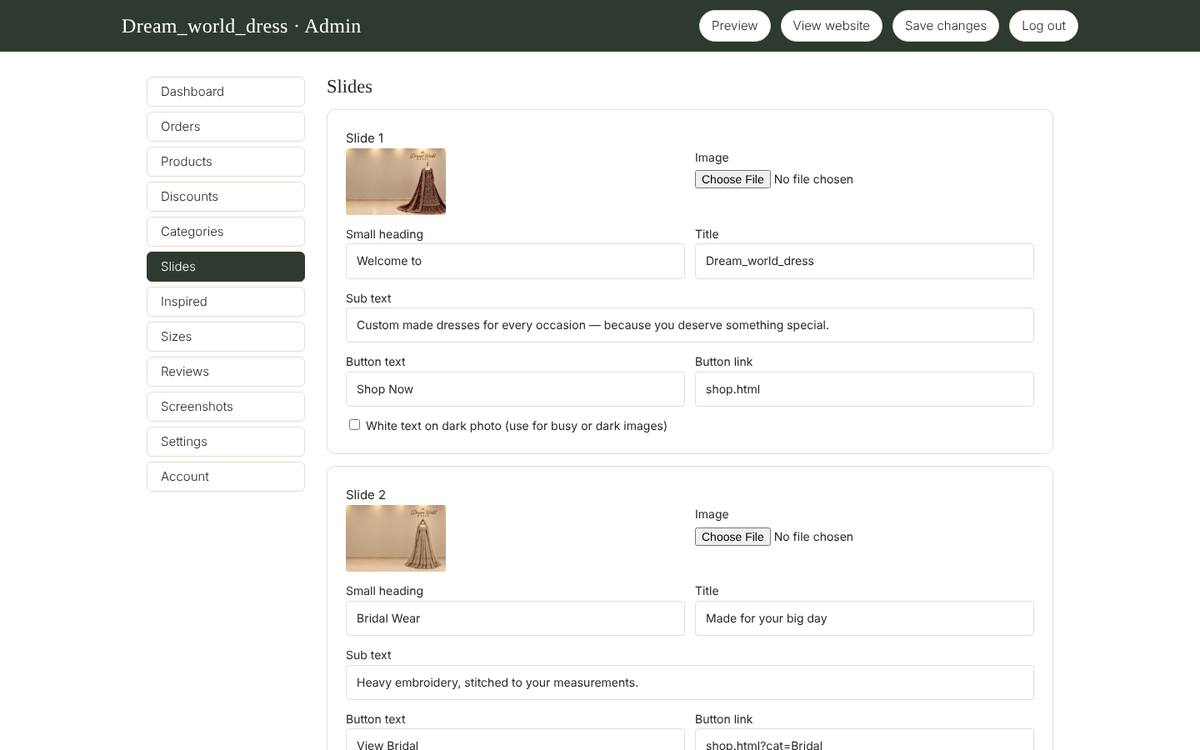 Dream_world_dress · Admin
Preview
View website
Save changes
Log out
Dashboard
Orders
Products
Discounts
Categories
Slides
Inspired
Sizes
Reviews
Screenshots
Settings
Account
Slides
Slide 1
Dream World
Image
Choose File No file chosen
Small heading
Title
Welcome to
Dream_world_dress
Sub text
Custom made dresses for every occasion — because you deserve something special.
Button text
Button link
Shop Now
shop.html
White text on dark photo (use for busy or dark images)
Slide 2
Dream World
Image
Choose File No file chosen
Small heading
Title
Bridal Wear
Made for your big day
Sub text
Heavy embroidery, stitched to your measurements.
Button text
Button link
View Bridal
shop.html?cat=Bridal